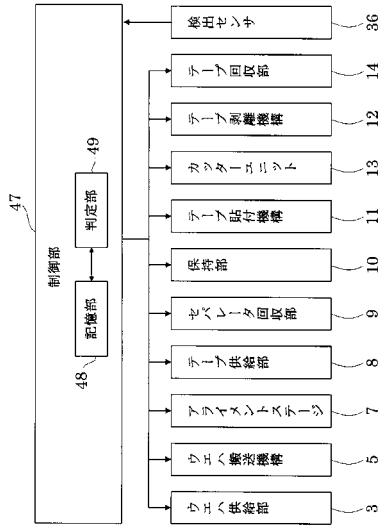 47
制御部
記憶部
48
判定部
49
ウエハ供給部
3
ウエハ搬送機構
5
アライメントステージ
7
テープ供給部
8
セパレータ回収部
9
保持部
10
テープ貼付機構
11
カッターユニット
13
テープ剥離機構
12
テープ回収部
14
検出センサ
36